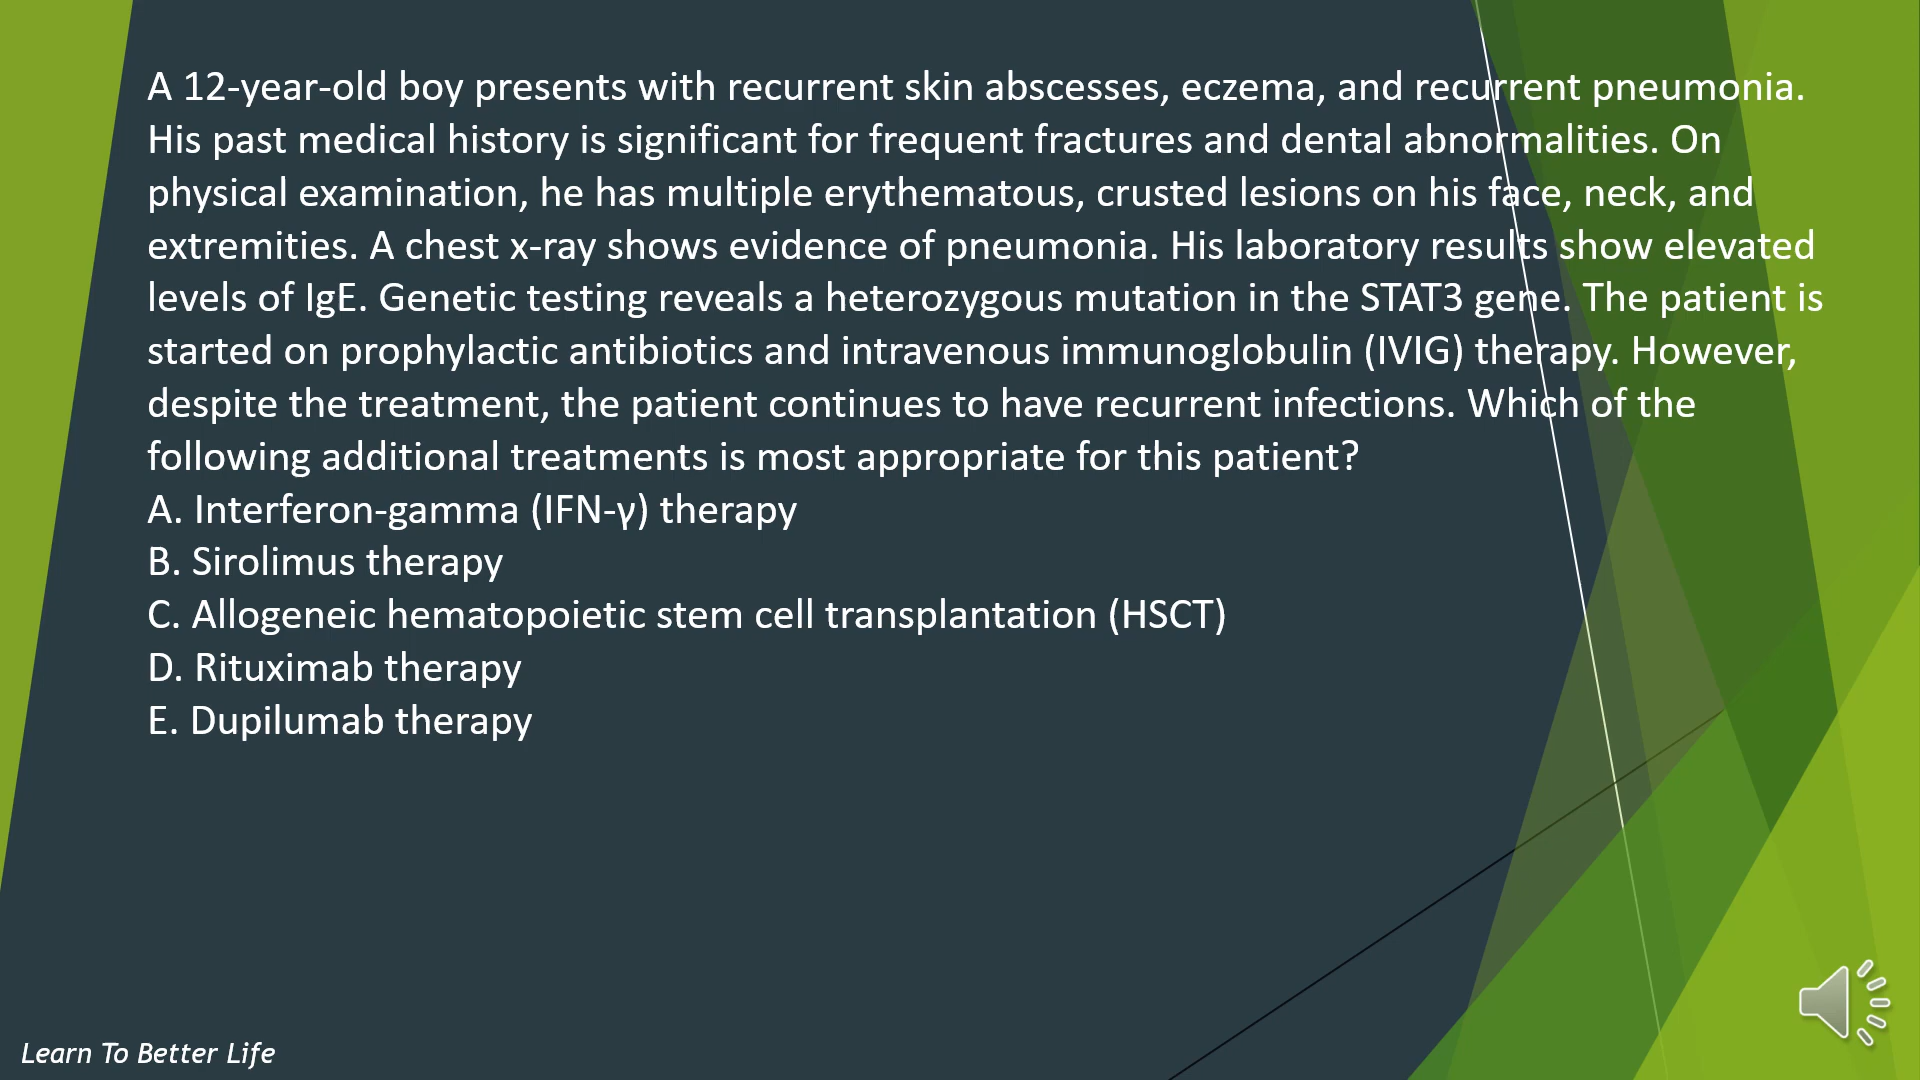 A 12-year-old boy presents with recurrent skin abscesses, eczema, and recurrent pneumonia.
His past medical history is significant for frequent fractures and dental abnormalities. On
physical examination, he has multiple erythematous, crusted lesions on his face, neck, and
extremities. A chest x-ray shows evidence of pneumonia. His laboratory results show elevated
levels of IgE. Genetic testing reveals a heterozygous mutation in the STAT3 gene. The patient is
started on prophylactic antibiotics and intravenous immunoglobulin (IVIG) therapy. However,
despite the treatment, the patient continues to have recurrent infections. Which of the
following additional treatments is most appropriate for this patient?
A. Interferon-gamma (IFN-γ) therapy
B. Sirolimus therapy
C. Allogeneic hematopoietic stem cell transplantation (HSCT)
D. Rituximab therapy
E. Dupilumab therapy
Learn To Better Life